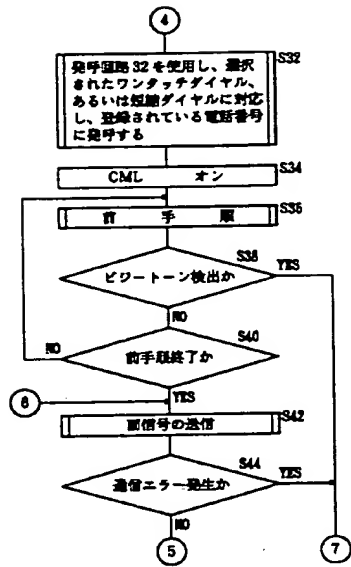 4
発呼回路32を使用し、選択
されたワンタッチダイヤル、
あるいは短縮ダイヤルに対応
し、登録されている電話番号
に発呼する
S32
CML オン
S34
前手順
S36
ピロートーン検出か
S38
YES
NO
前手順終了か
S40
NO
YES
6
画信号の送信
S42
通信エラー発生か
S44
YES
NO
5
7